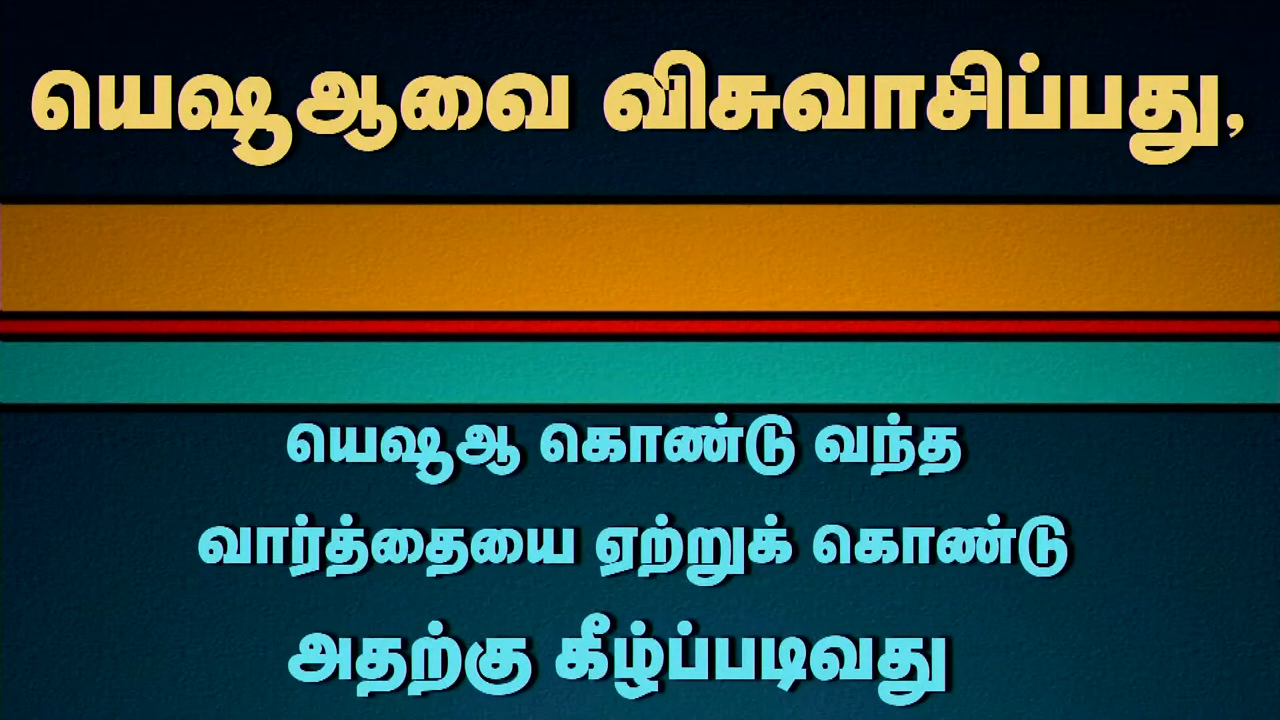 யெஷூஆவை விசுவாசிப்பது,
யெஷூஆ கொண்டு வந்த
வார்த்தையை ஏற்றுக் கொண்டு
அதற்கு கீழ்ப்படிவது